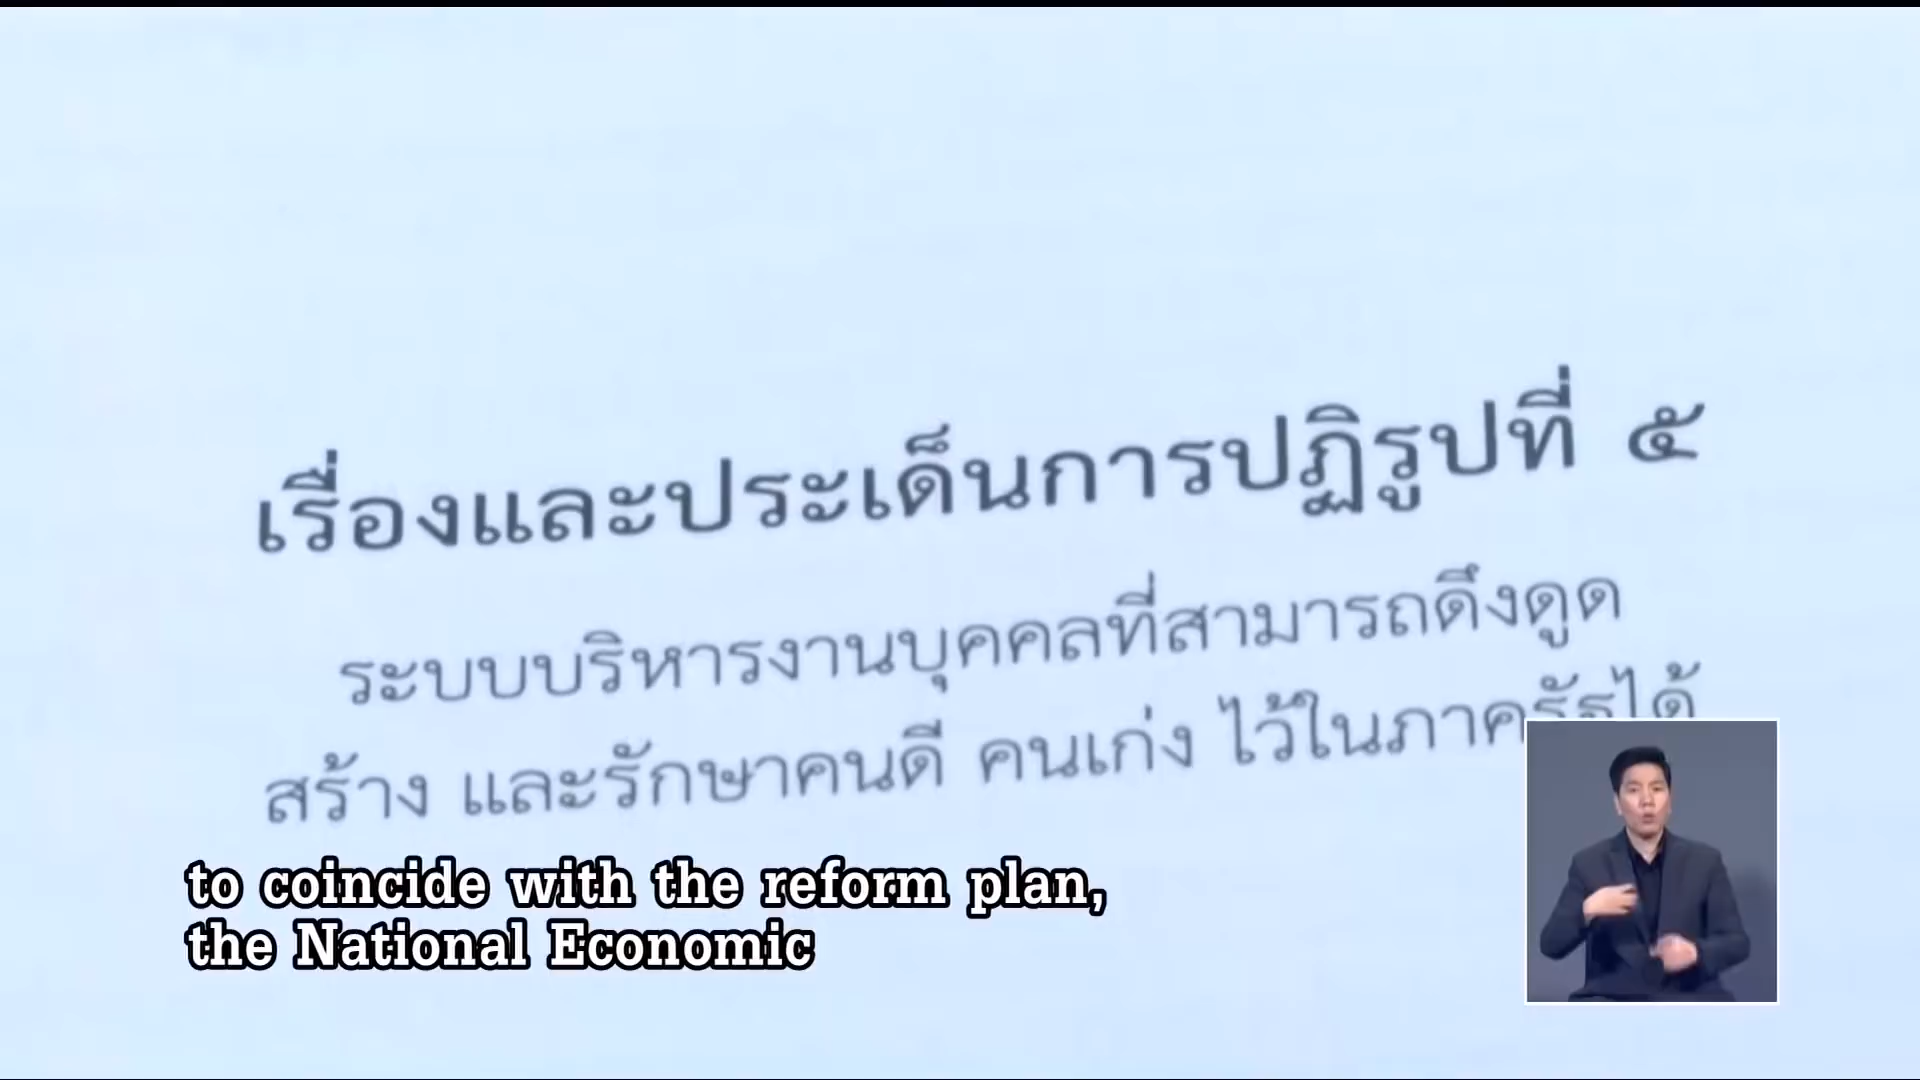 เรื่องและประเด็นการปฏิรูปที่ ๕
ระบบบริหารงานบุคคลที่สามารถดึงดูด
สร้าง และรักษาคนดี คนเก่ง ไว้ในภาครัฐได้
to coincide with the reform plan,
the National Economic